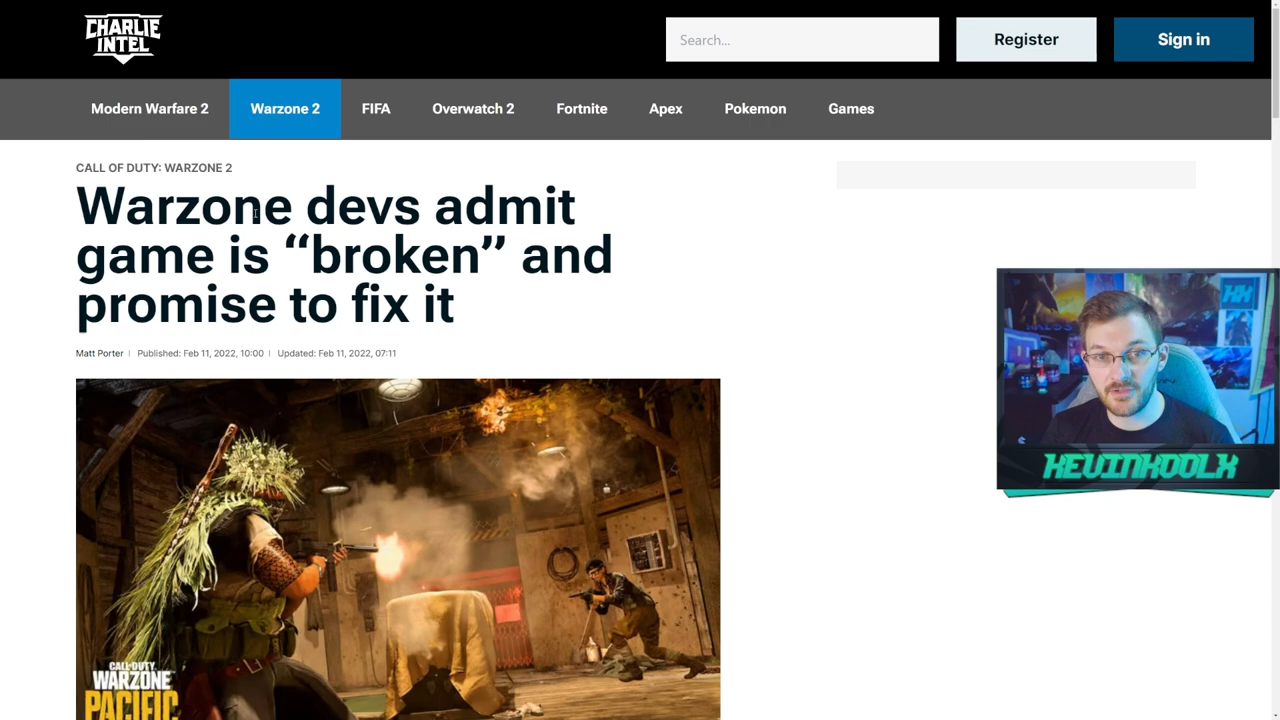 CHARLIE
INTEL
Search...
Register
Sign in
Modern Warfare 2
Warzone 2
FIFA
Overwatch 2
Fortnite
Apex
Pokemon
Games
CALL OF DUTY: WARZONE 2
Warzone devs admit
game is “broken” and
promise to fix it
Matt Porter | Published: Feb 11, 2022, 10:00 | Updated: Feb 11, 2022, 07:11
KEVINKOOLX
CALL OF DUTY
WARZONE
PACIFIC